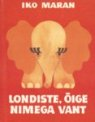 IKO MARAN
LONDISTE, ÕIGE
NIMEGA VANT